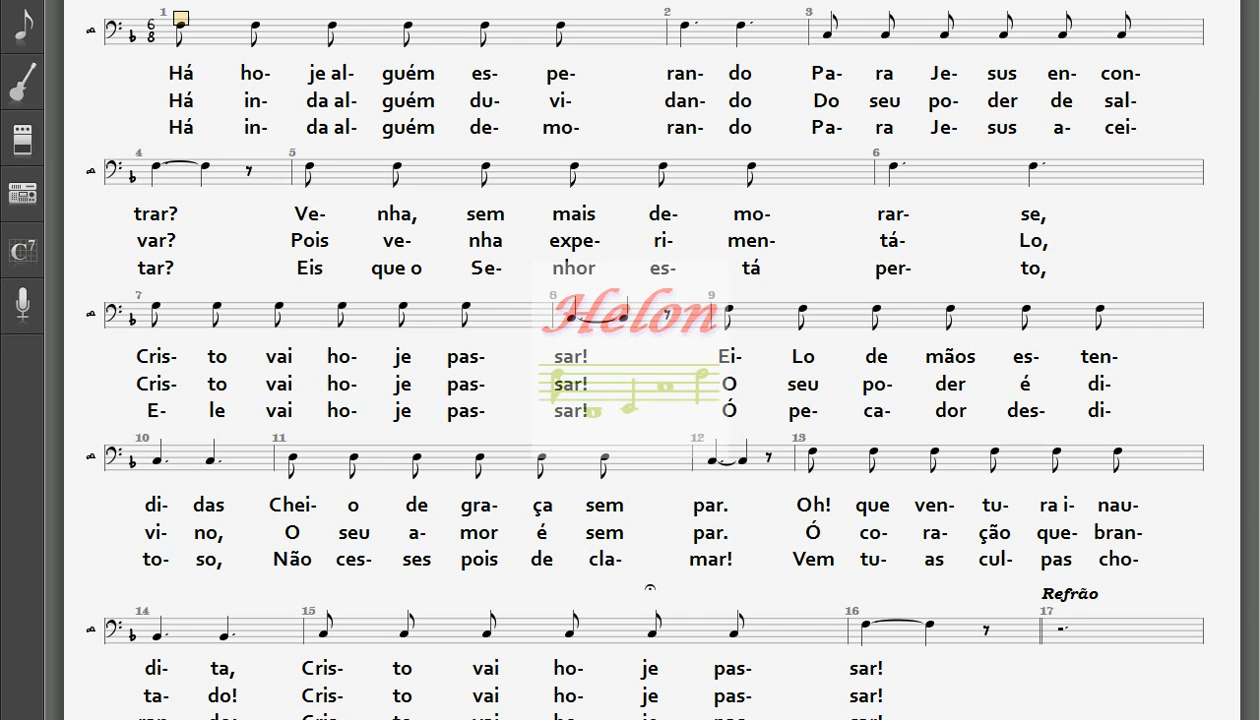 1 2 3
6
8
Há ho- je al- guém es- pe- ran- do Pa- ra Je- sus en- con-
Há in- da al- guém du- vi- dan- do Do seu po- der de sal-
Há in- da al- guém de- mo- ran- do Pa- ra Je- sus a- cei-
4 5 6
trar? Ve- nha, sem mais de- mo- rar- se,
var? Pois ve- nha expe- ri- men- tá- Lo,
C7
tar? Eis que o Se- nhor es- tá per- to,
7 8 9
Helon
Cris- to vai ho- je pas- sar! Ei- Lo de mãos es- ten-
Cris- to vai ho- je pas- sar! O seu po- der é di-
E- le vai ho- je pas- sar! Ó pe- ca- dor des- di-
10 11 12 13
di- das Chei- o de gra- ça sem par. Oh! que ven- tu- ra i- nau-
vi- no, O seu a- mor é sem par. Ó co- ra- ção que- bran-
to- so, Não ces- ses pois de cla- mar! Vem tu- as cul- pas cho-
Refrão
14 15 16 17
di- ta, Cris- to vai ho- je pas- sar!
ta- do! Cris- to vai ho- je pas- sar!